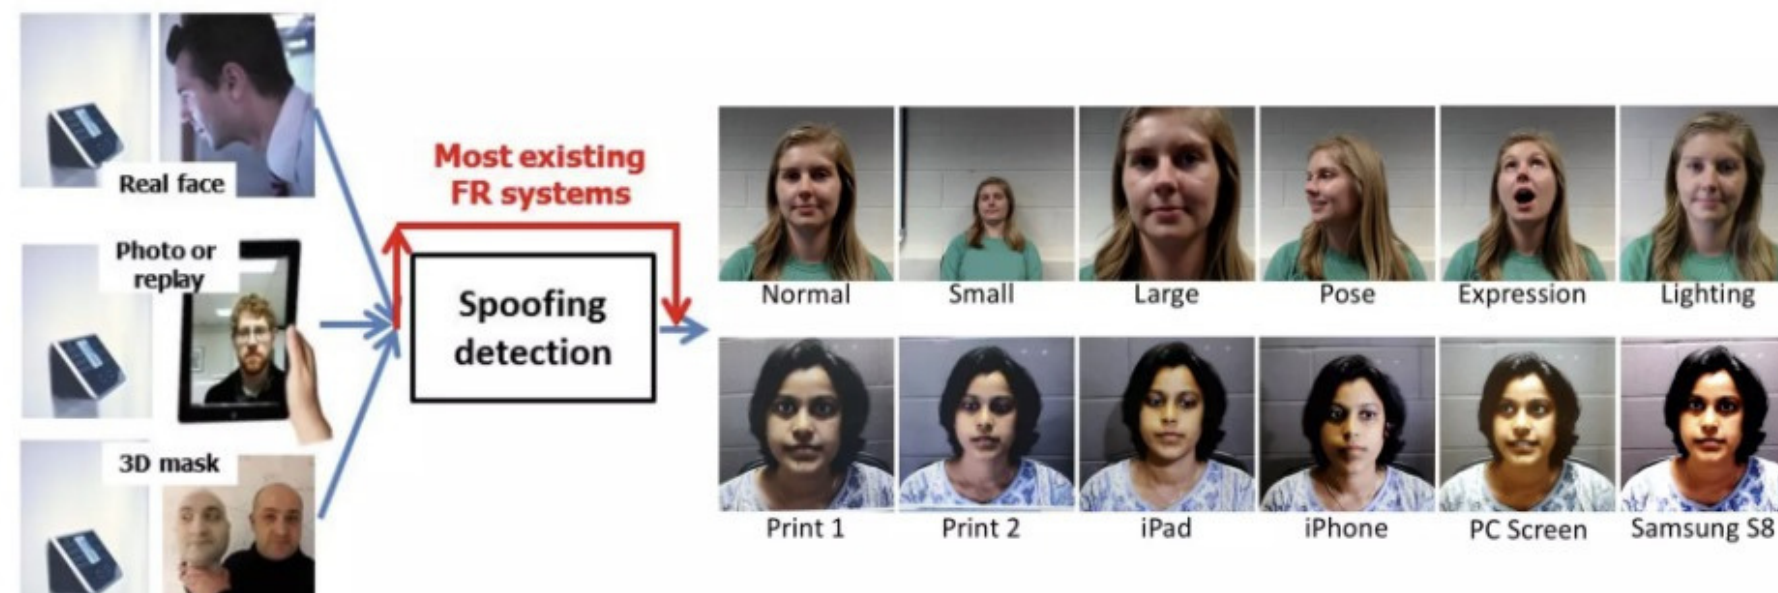 Real face
Photo or
replay
3D mask
Most existing
FR systems
Spoofing
detection
Normal
Small
Large
Pose
Expression
Lighting
Print 1
Print 2
iPad
iPhone
PC Screen
Samsung S8